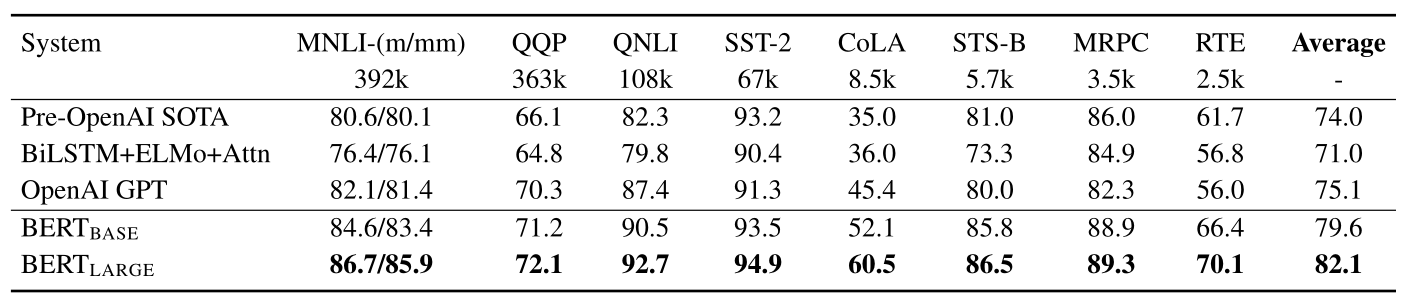 System MNLI-(m/mm) QQP QNLI SST-2 CoLA STS-B MRPC RTE Average
392k 363k 108k 67k 8.5k 5.7k 3.5k 2.5k -
Pre-OpenAI SOTA 80.6/80.1 66.1 82.3 93.2 35.0 81.0 86.0 61.7 74.0
BiLSTM+ELMo+Attn 76.4/76.1 64.8 79.8 90.4 36.0 73.3 84.9 56.8 71.0
OpenAI GPT 82.1/81.4 70.3 87.4 91.3 45.4 80.0 82.3 56.0 75.1
BERTBASE 84.6/83.4 71.2 90.5 93.5 52.1 85.8 88.9 66.4 79.6
BERTLARGE 86.7/85.9 72.1 92.7 94.9 60.5 86.5 89.3 70.1 82.1